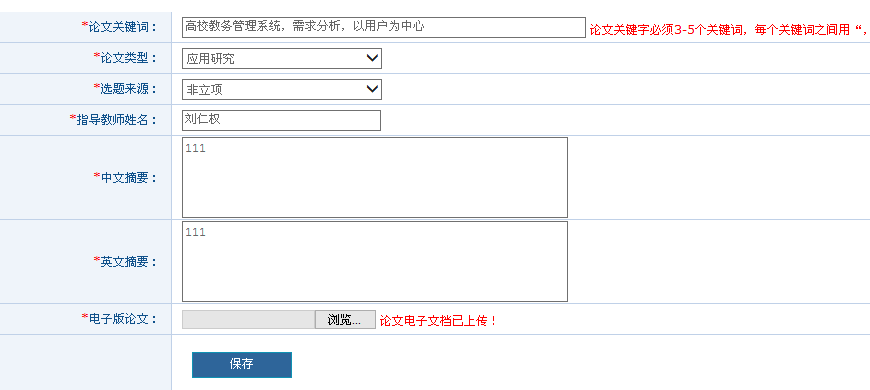 *论文关键词： 高校教务管理系统，需求分析，以用户为中心 论文关键字必须3-5个关键词，每个关键词之间用“，
*论文类型： 应用研究
*选题来源： 非立项
*指导教师姓名： 刘仁权
*中文摘要： 111
*英文摘要： 111
*电子版论文： 浏览... 论文电子文档已上传！
保存